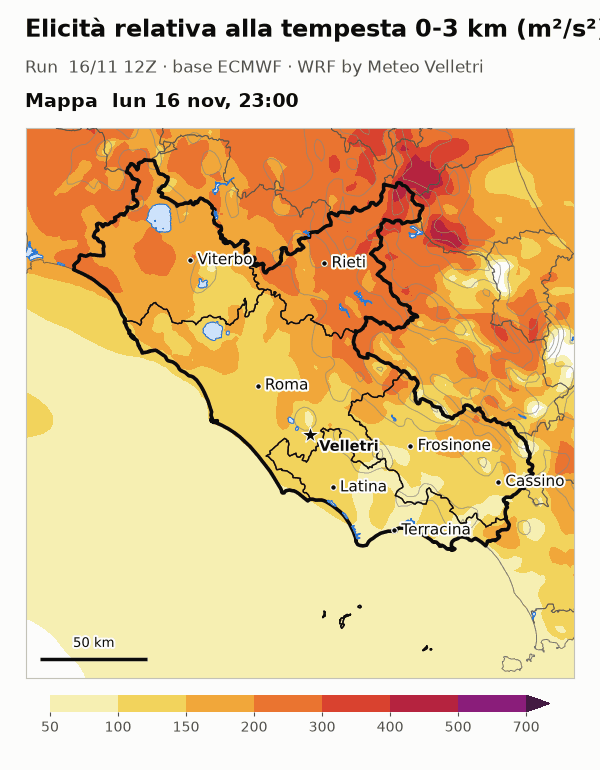 Elicità relativa alla tempesta 0-3 km (m²/s²)
Run  16/11 12Z · base ECMWF · WRF by Meteo Velletri
Mappa  lun 16 nov, 23:00
Viterbo
Rieti
Roma
Velletri
Frosinone
Cassino
Latina
Terracina
50 km
50 100 150 200 300 400 500 700